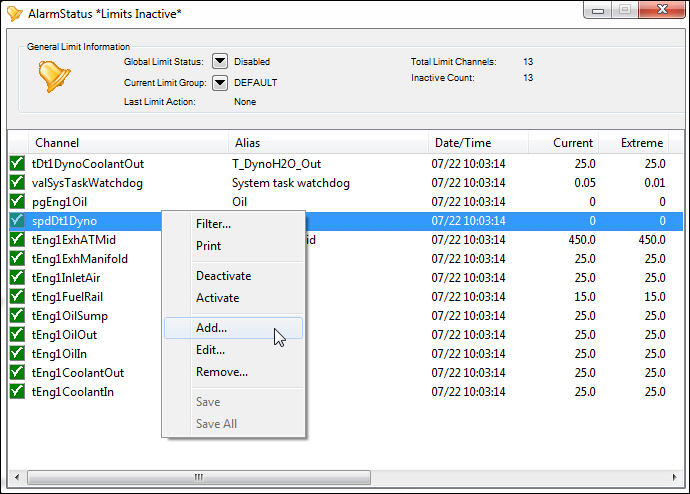 AlarmStatus *Limits Inactive*
General Limit Information
Global Limit Status: Disabled Total Limit Channels: 13
Current Limit Group: DEFAULT Inactive Count: 13
Last Limit Action: None
Channel Alias Date/Time Current Extreme
tDt1DynoCoolantOut T_DynoH2O_Out 07/22 10:03:14 25.0 25.0
valSysTaskWatchdog System task watchdog 07/22 10:03:14 0.05 0.01
pgEng1Oil Oil 07/22 10:03:14 0 0
spdDt1Dyno 07/22 10:03:14 0 0
tEng1ExhATMid id 07/22 10:03:14 450.0 450.0
tEng1ExhManifold 07/22 10:03:14 25.0 25.0
tEng1InletAir 07/22 10:03:14 25.0 25.0
tEng1FuelRail 07/22 10:03:14 15.0 15.0
tEng1OilSump 07/22 10:03:14 25.0 25.0
tEng1OilOut 07/22 10:03:14 25.0 25.0
tEng1OilIn 07/22 10:03:14 25.0 25.0
tEng1CoolantOut 07/22 10:03:14 25.0 25.0
tEng1CoolantIn 07/22 10:03:14 25.0 25.0
Filter...
Print
Deactivate
Activate
Add...
Edit...
Remove...
Save
Save All